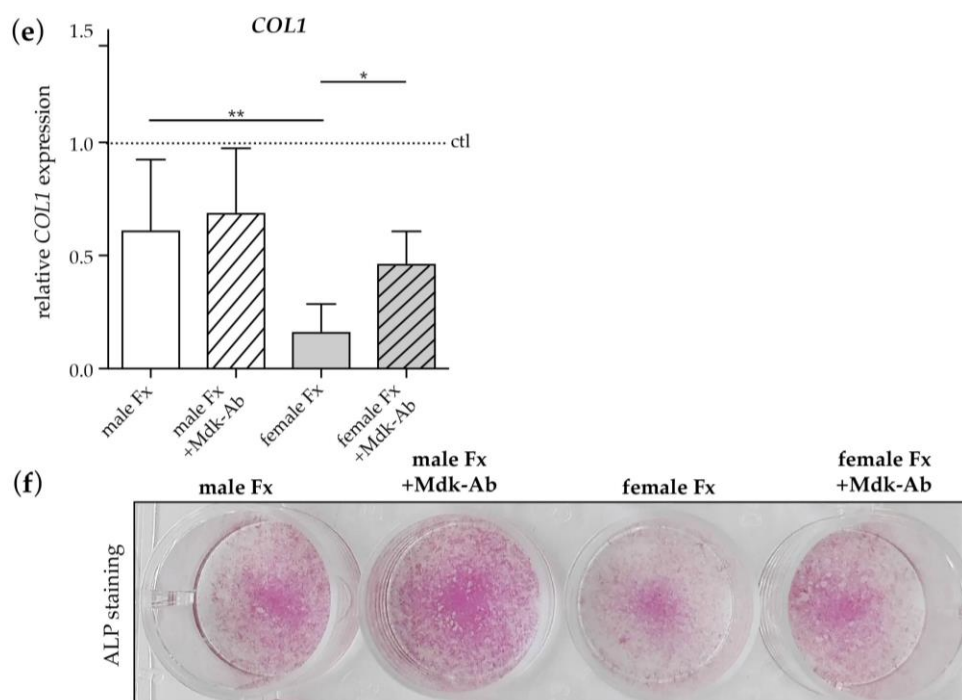 (e)
COL1
1.5
1.0
0.5
0.0
relative COL1 expression
**
*
ctl
male Fx
male Fx
+Mdk-Ab
female Fx
female Fx
+Mdk-Ab
(f)
male Fx
male Fx
+Mdk-Ab
female Fx
female Fx
+Mdk-Ab
ALP staining